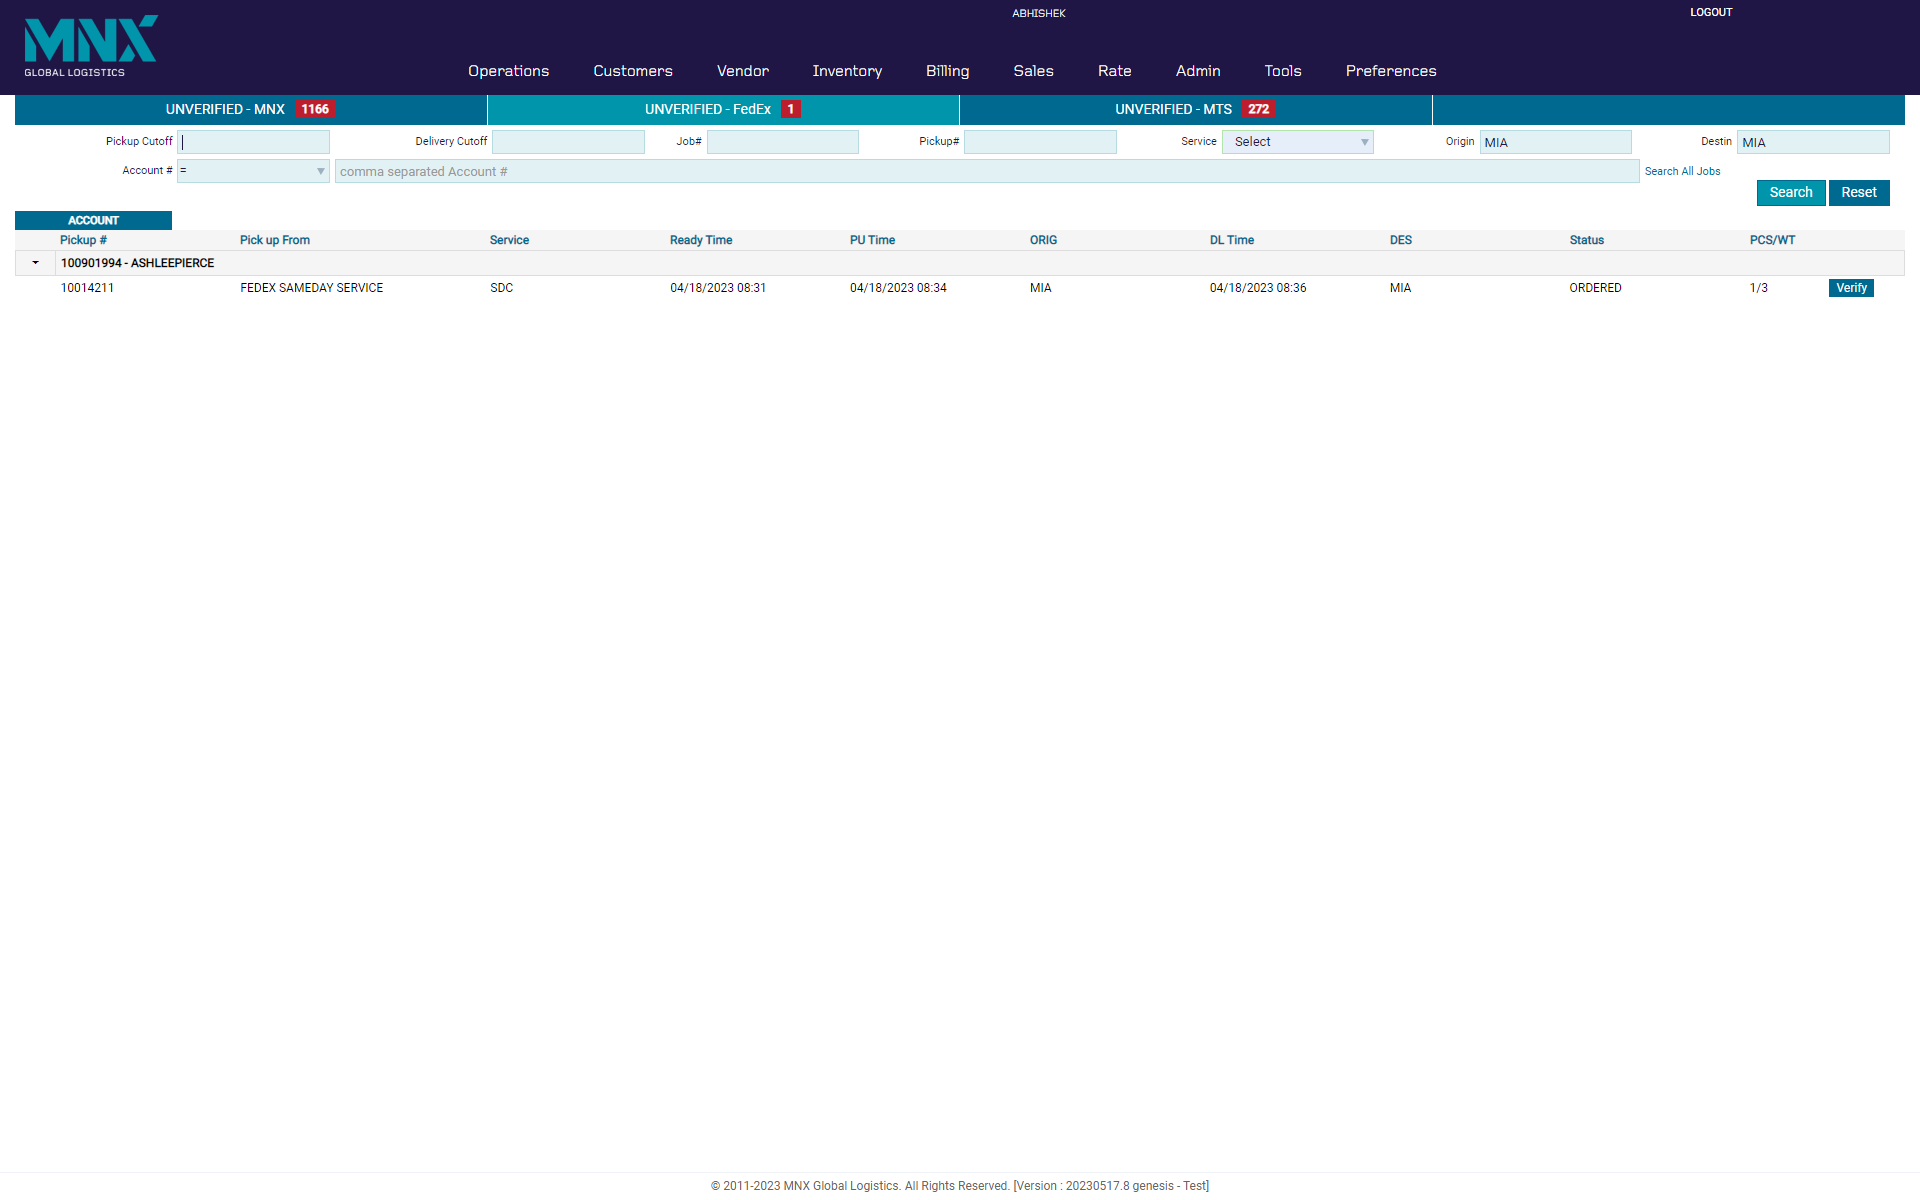 ABHISHEK
LOGOUT
MNX
GLOBAL LOGISTICS
Operations Customers Vendor Inventory Billing Sales Rate Admin Tools Preferences
UNVERIFIED - MNX 1166 UNVERIFIED - FedEx 1 UNVERIFIED - MTS 272
Pickup Cutoff Delivery Cutoff Job# Pickup# Service Select Origin MIA Destin MIA
Account # = comma separated Account # Search All Jobs
Search Reset
ACCOUNT
Pickup # Pick up From Service Ready Time PU Time ORIG DL Time DES Status PCS/WT
100901994 - ASHLEEPIERCE
10014211 FEDEX SAMEDAY SERVICE SDC 04/18/2023 08:31 04/18/2023 08:34 MIA 04/18/2023 08:36 MIA ORDERED 1/3 Verify
© 2011-2023 MNX Global Logistics. All Rights Reserved. [Version : 20230517.8 genesis - Test]